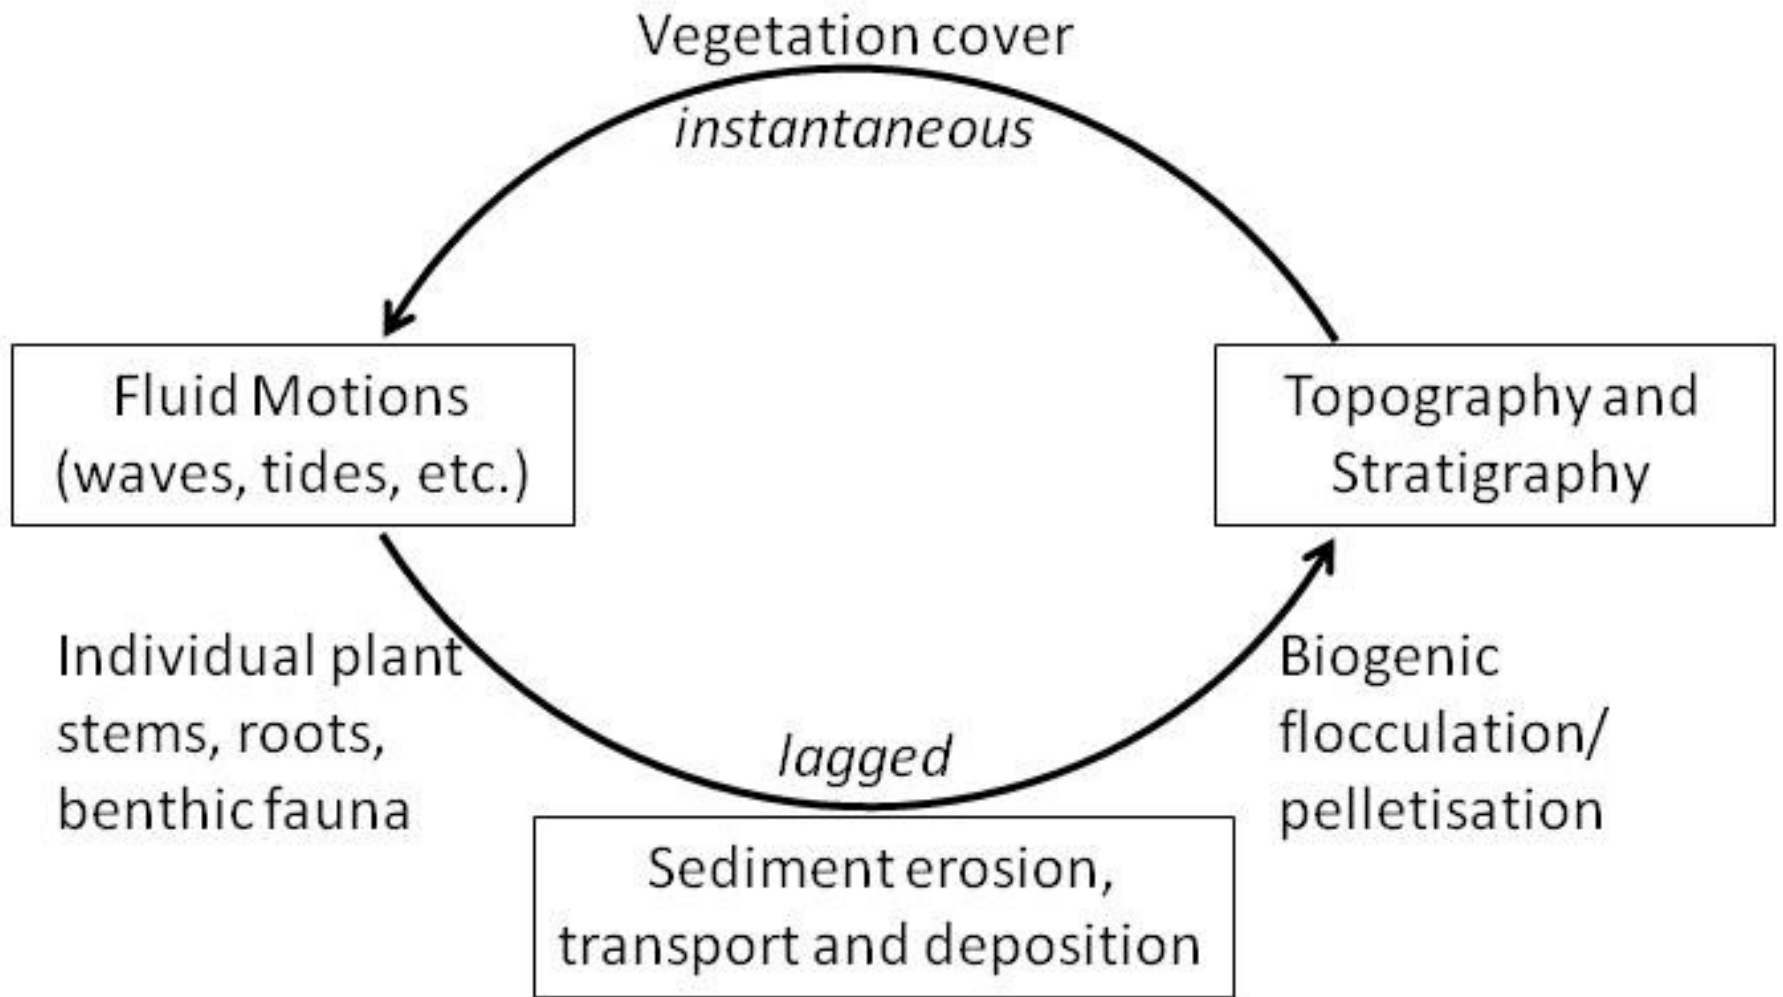 Vegetation cover
instantaneous
Fluid Motions
(waves, tides, etc.)
Topography and
Stratigraphy
Individual plant
stems, roots,
benthic fauna
lagged
Biogenic
flocculation/
pelletisation
Sediment erosion,
transport and deposition